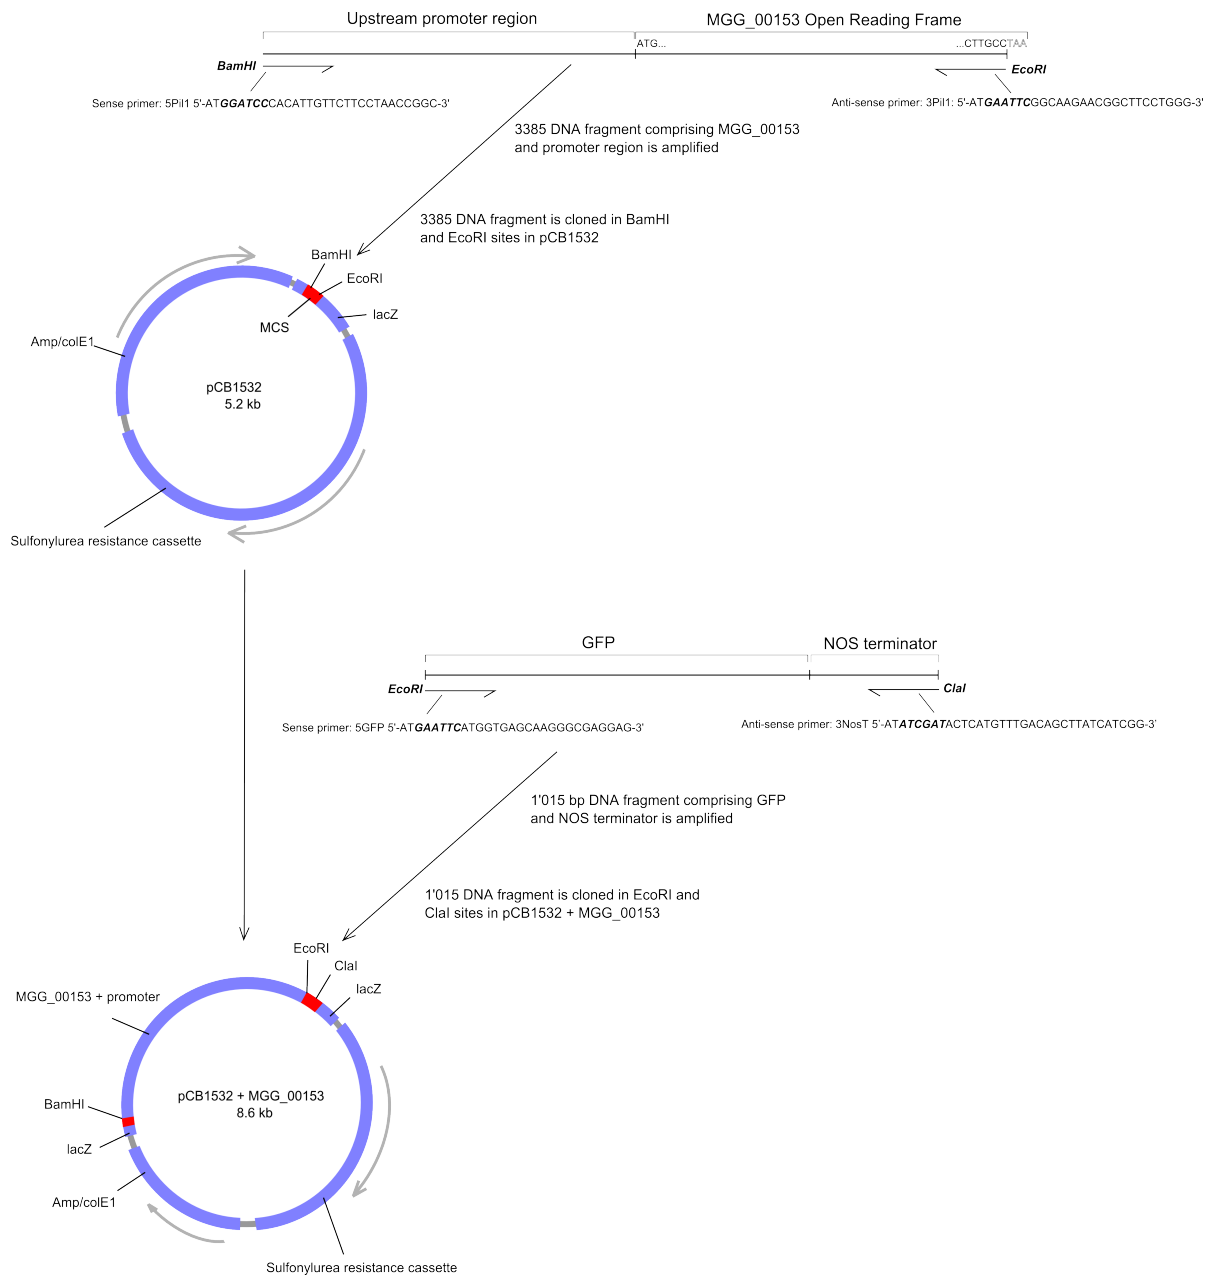 Upstream promoter region
MGG_00153 Open Reading Frame
ATG...
...CTTGCCTAA
BamHI
EcoRI
Sense primer: 5Pil1 5'-ATGGATCCCACATTGTTCTTCCTAACCGGC-3'
Anti-sense primer: 3Pil1: 5'-ATGAATTCGGCAAGAACGGCTTCCTGGG-3'
3385 DNA fragment comprising MGG_00153
and promoter region is amplified
3385 DNA fragment is cloned in BamHI
and EcoRI sites in pCB1532
BamHI
EcoRI
lacZ
MCS
Amp/colE1
pCB1532
5.2 kb
Sulfonylurea resistance cassette
GFP
NOS terminator
EcoRI
ClaI
Sense primer: 5GFP 5'-ATGAATTCATGGTGAGCAAGGGCGAGGAG-3'
Anti-sense primer: 3NosT 5'-ATATCGATACTCATGTTTGACAGCTTATCATCGG-3'
1'015 bp DNA fragment comprising GFP
and NOS terminator is amplified
1'015 DNA fragment is cloned in EcoRI and
ClaI sites in pCB1532 + MGG_00153
EcoRI
ClaI
lacZ
MGG_00153 + promoter
pCB1532 + MGG_00153
8.6 kb
BamHI
lacZ
Amp/colE1
Sulfonylurea resistance cassette